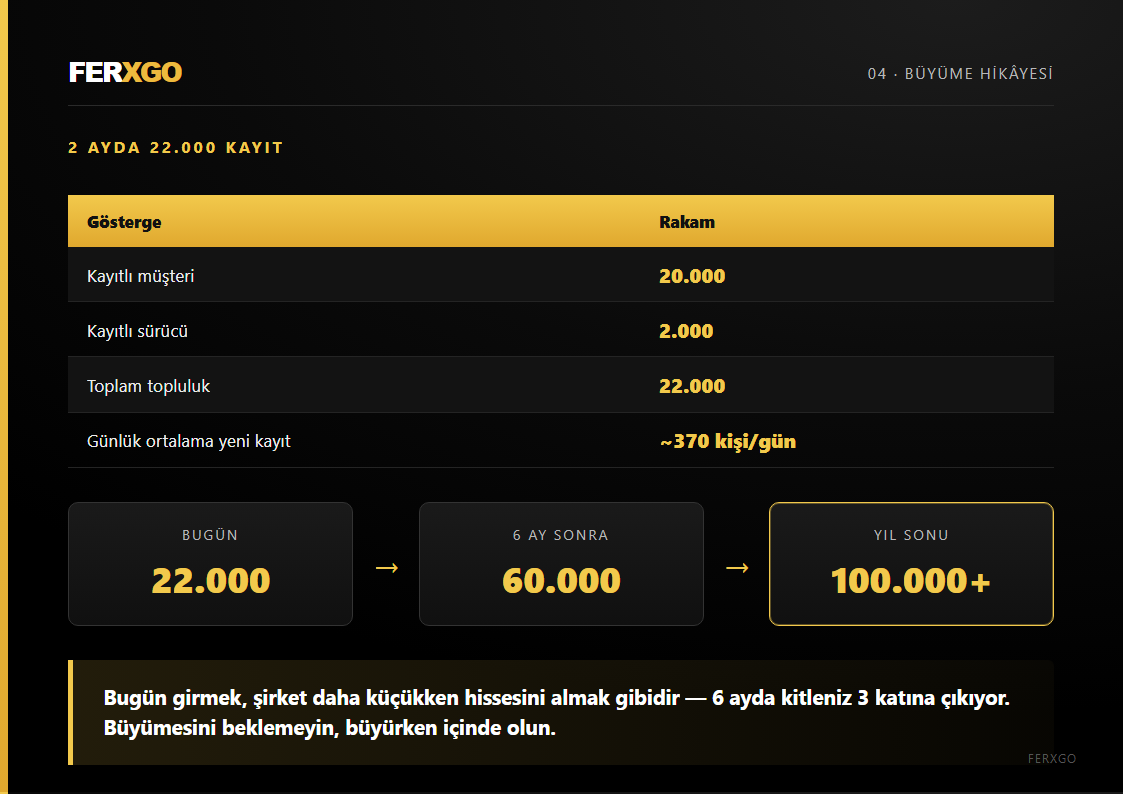 FERXGO
04 · BÜYÜME HİKÂYESİ
2 AYDA 22.000 KAYIT
Gösterge Rakam
Kayıtlı müşteri 20.000
Kayıtlı sürücü 2.000
Toplam topluluk 22.000
Günlük ortalama yeni kayıt ~370 kişi/gün
BUGÜN
22.000
→
6 AY SONRA
60.000
→
YIL SONU
100.000+
Bugün girmek, şirket daha küçükken hissesini almak gibidir — 6 ayda kitleniz 3 katına çıkıyor.
Büyümesini beklemeyin, büyürken içinde olun.
FERXGO